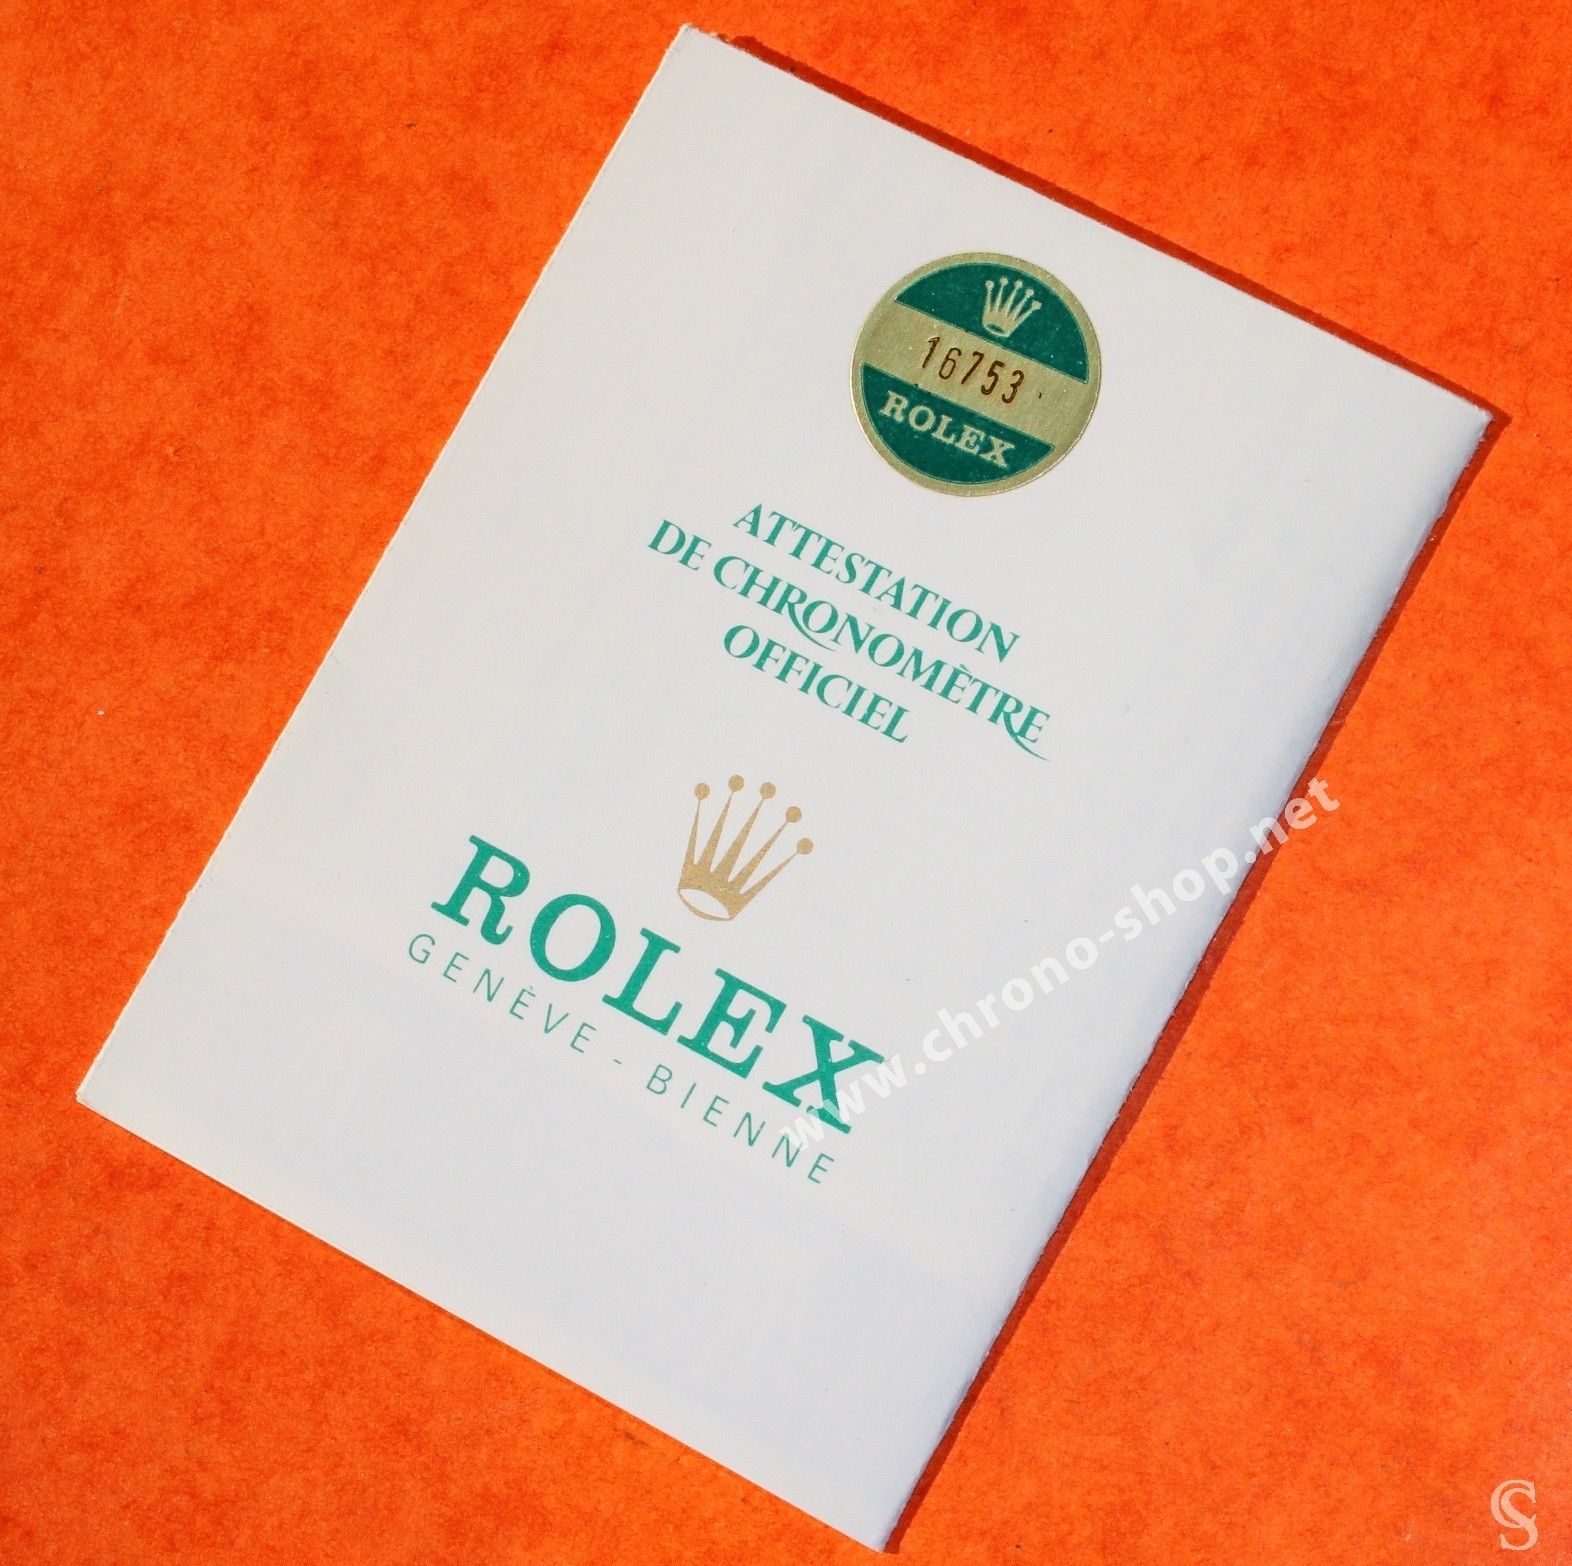 16753
ROLEX
ATTESTATION
DE CHRONOMÈTRE
OFFICIEL
ROLEX
GENÈVE - BIENNE
www.chrono-shop.net